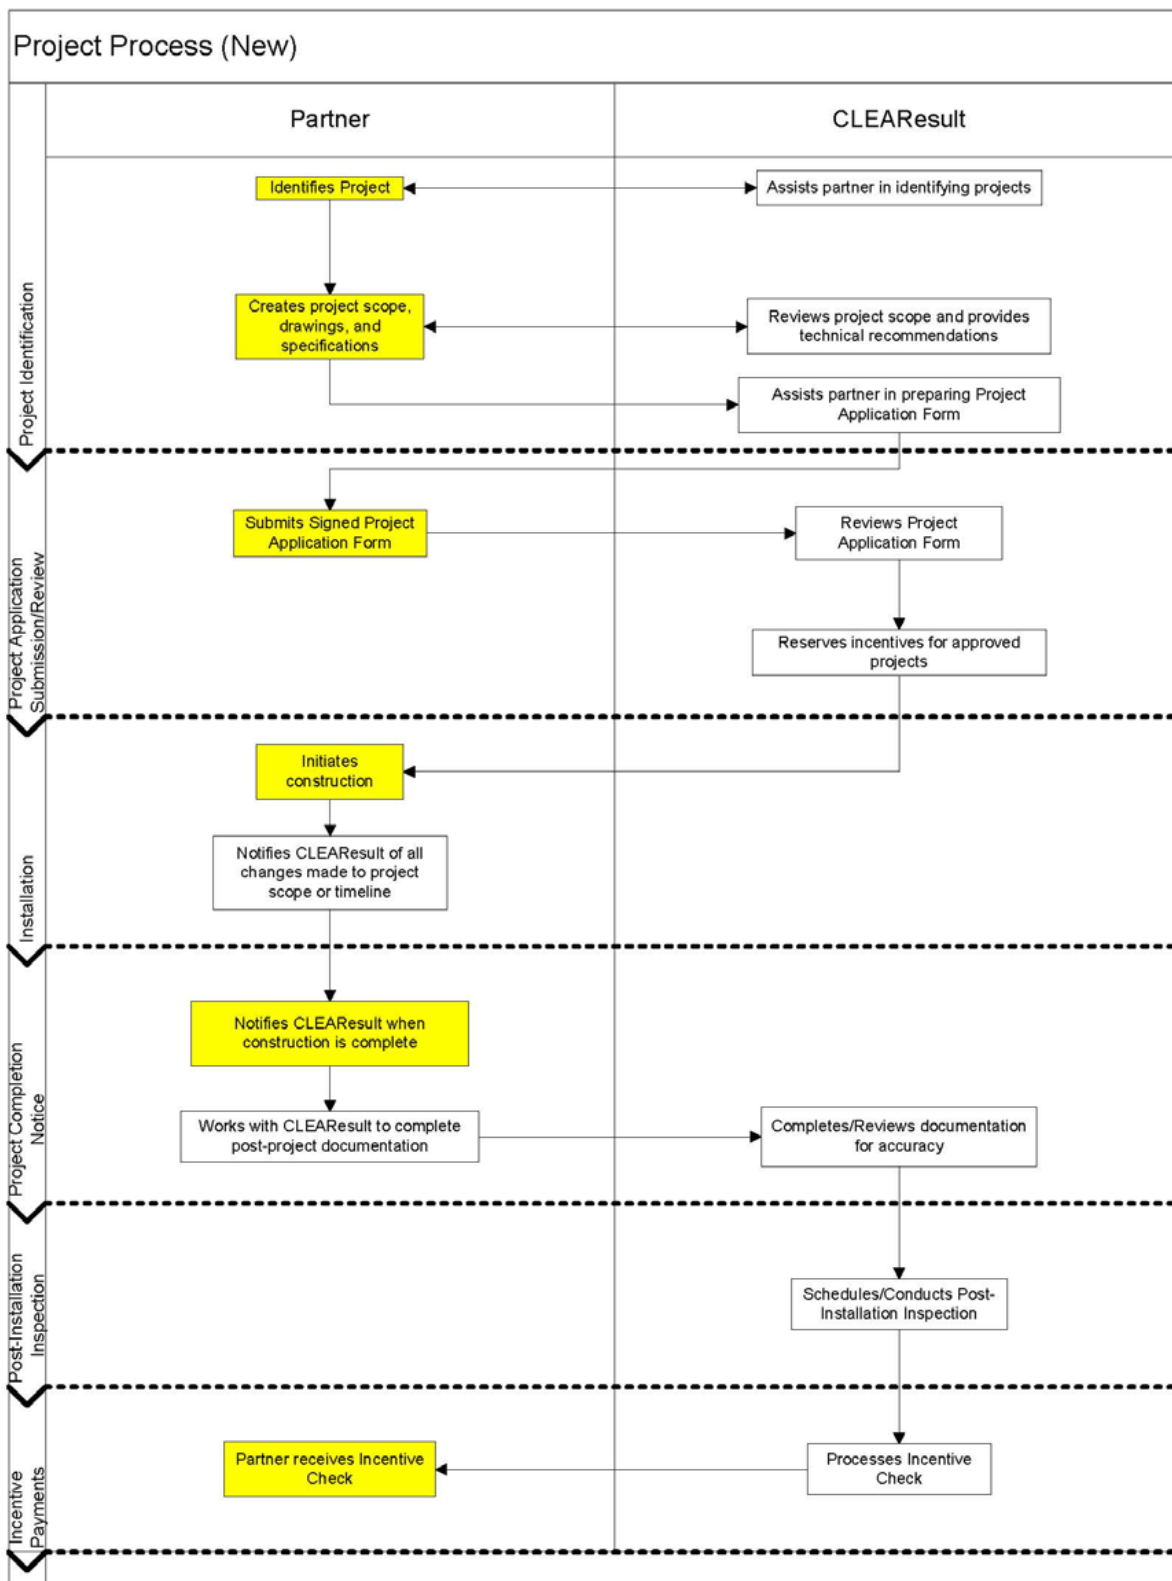 Project Process (New)
Partner
CLEAResult
Project Identification
Identifies Project
Assists partner in identifying projects
Creates project scope,
drawings, and
specifications
Reviews project scope and provides
technical recommendations
Assists partner in preparing Project
Application Form
Project Application
Submission/Review
Submits Signed Project
Application Form
Reviews Project
Application Form
Reserves incentives for approved
projects
Installation
Initiates
construction
Notifies CLEAResult of all
changes made to project
scope or timeline
Project Completion
Notice
Notifies CLEAResult when
construction is complete
Works with CLEAResult to complete
post-project documentation
Completes/Reviews documentation
for accuracy
Post-Installation
Inspection
Schedules/Conducts Post-
Installation Inspection
Incentive
Payments
Partner receives Incentive
Check
Processes Incentive
Check